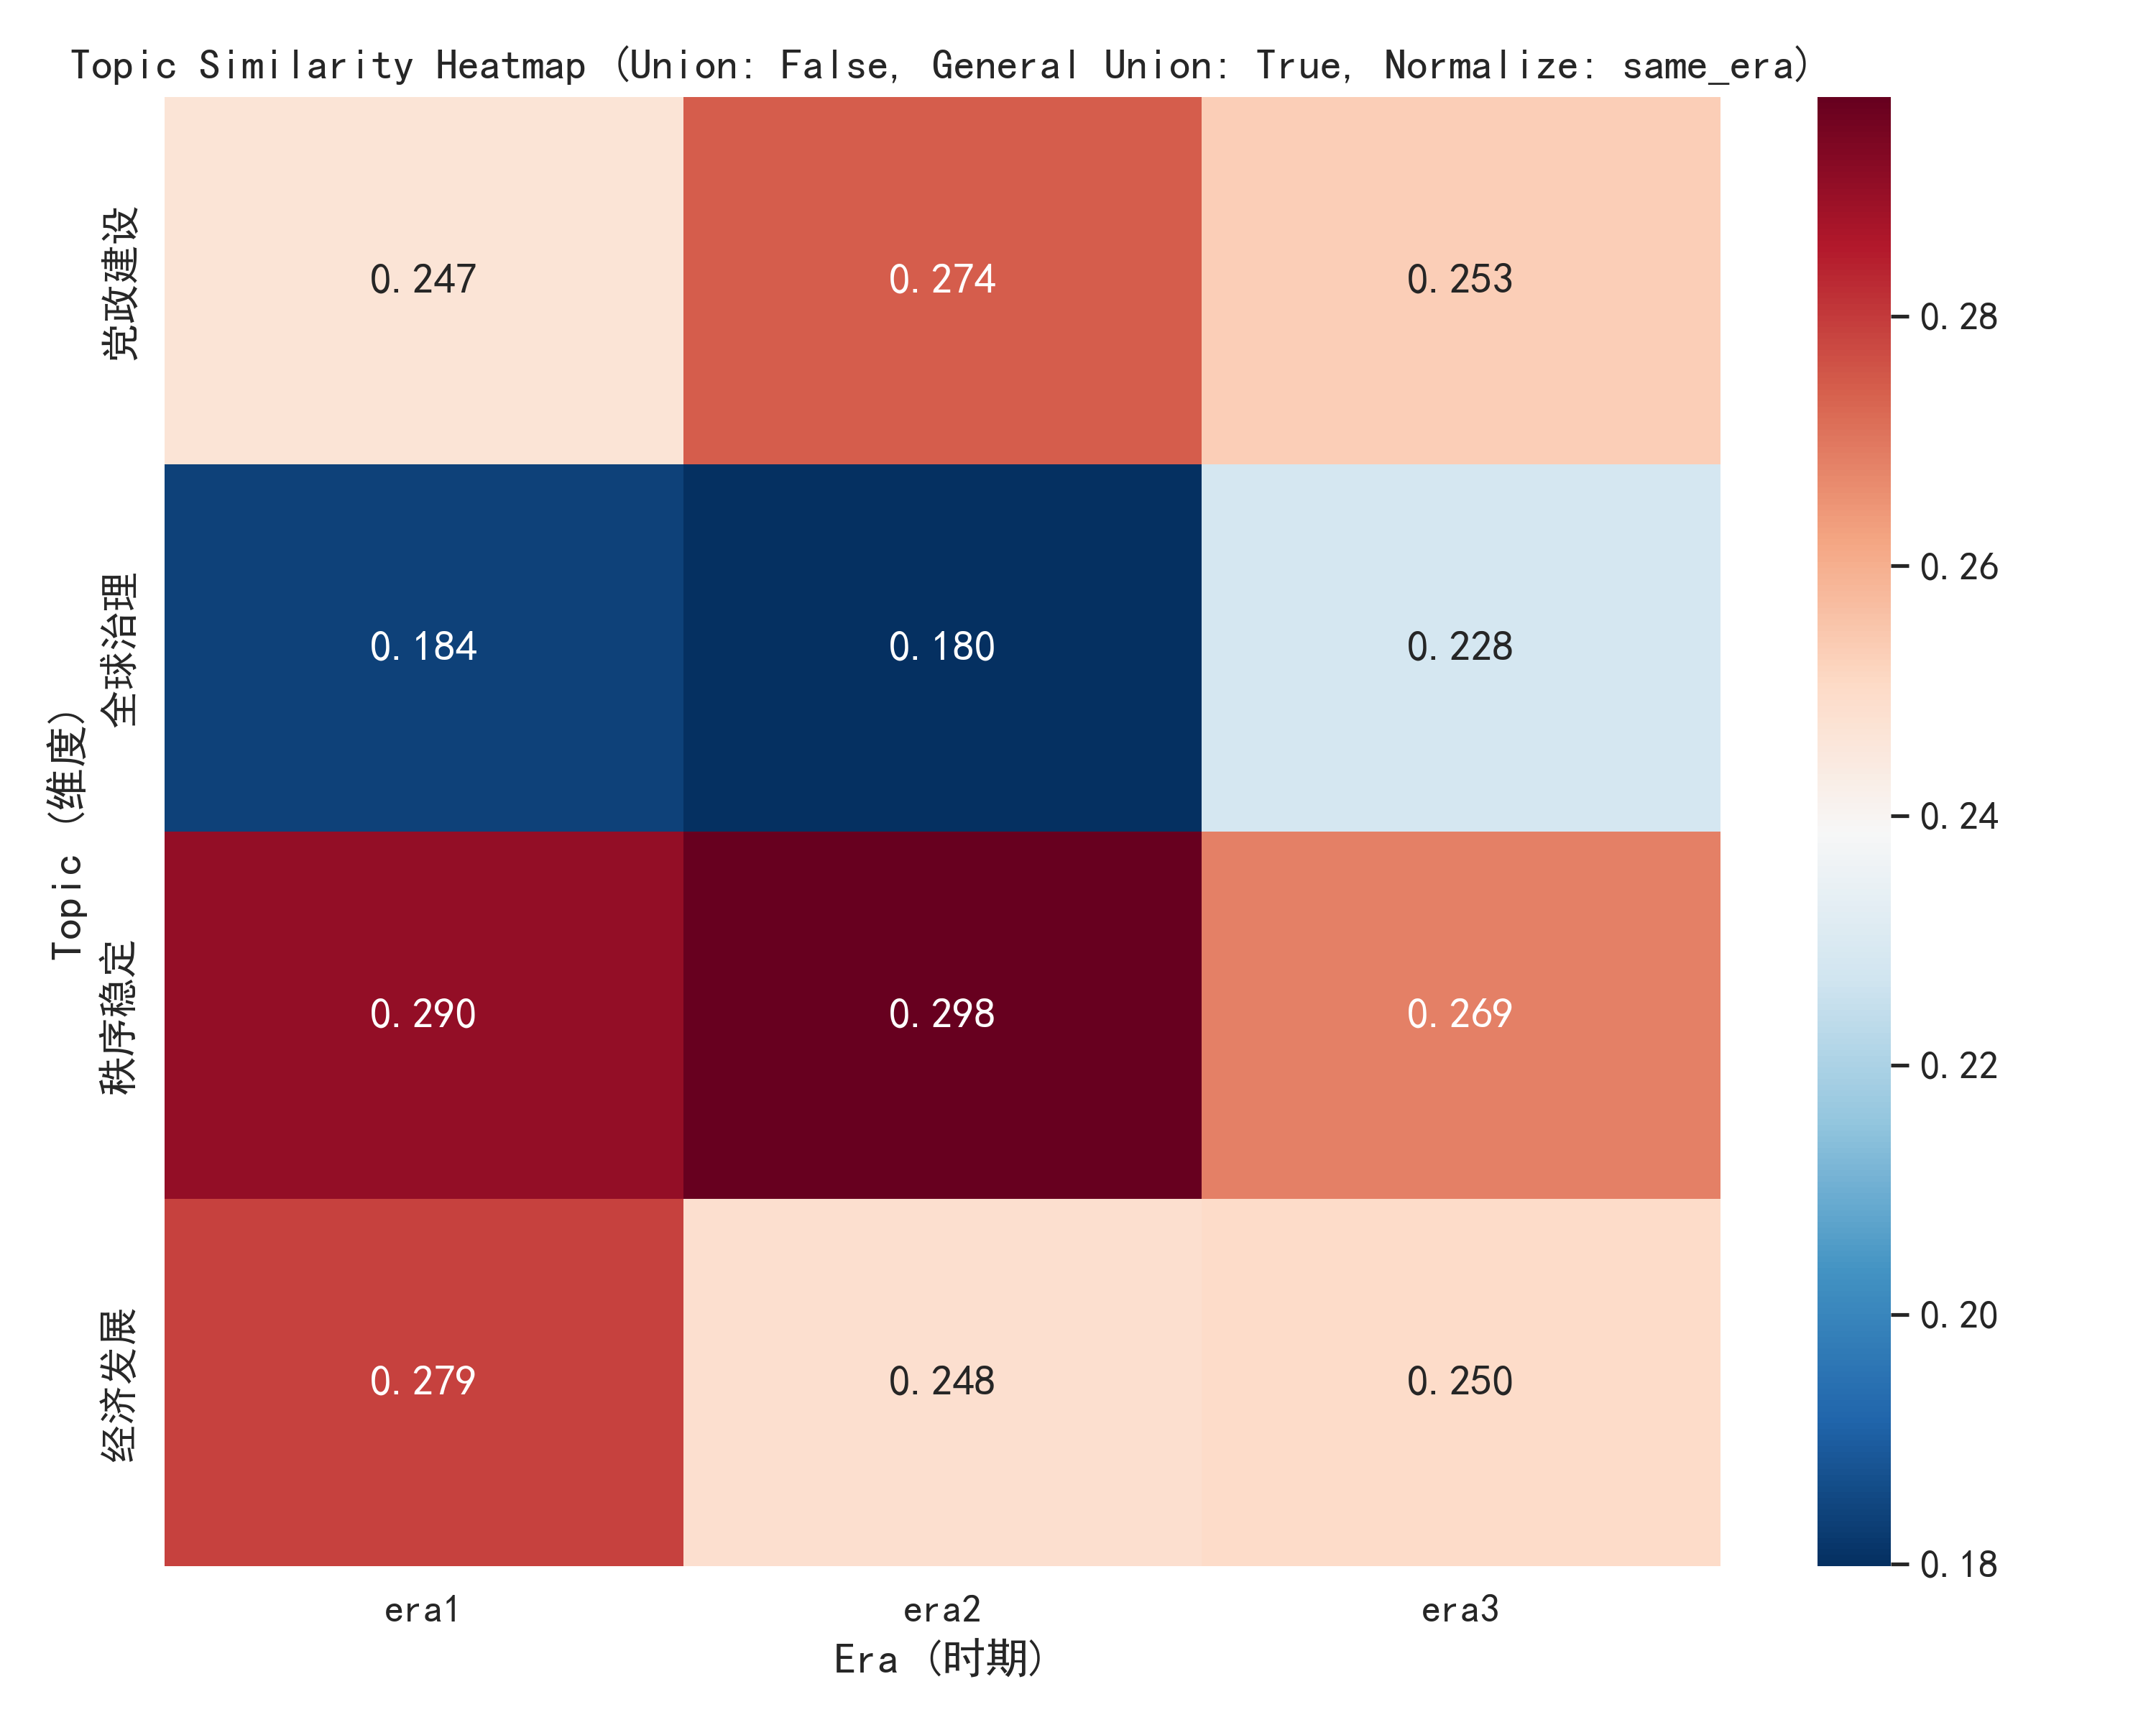 Topic Similarity Heatmap (Union: False, General Union: True, Normalize: same_era)
Topic (维度)
党政建设
0.247 0.274 0.253
全球治理
0.184 0.180 0.228
秩序稳定
0.290 0.298 0.269
经济发展
0.279 0.248 0.250
era1 era2 era3
Era (时期)
0.28
0.26
0.24
0.22
0.20
0.18